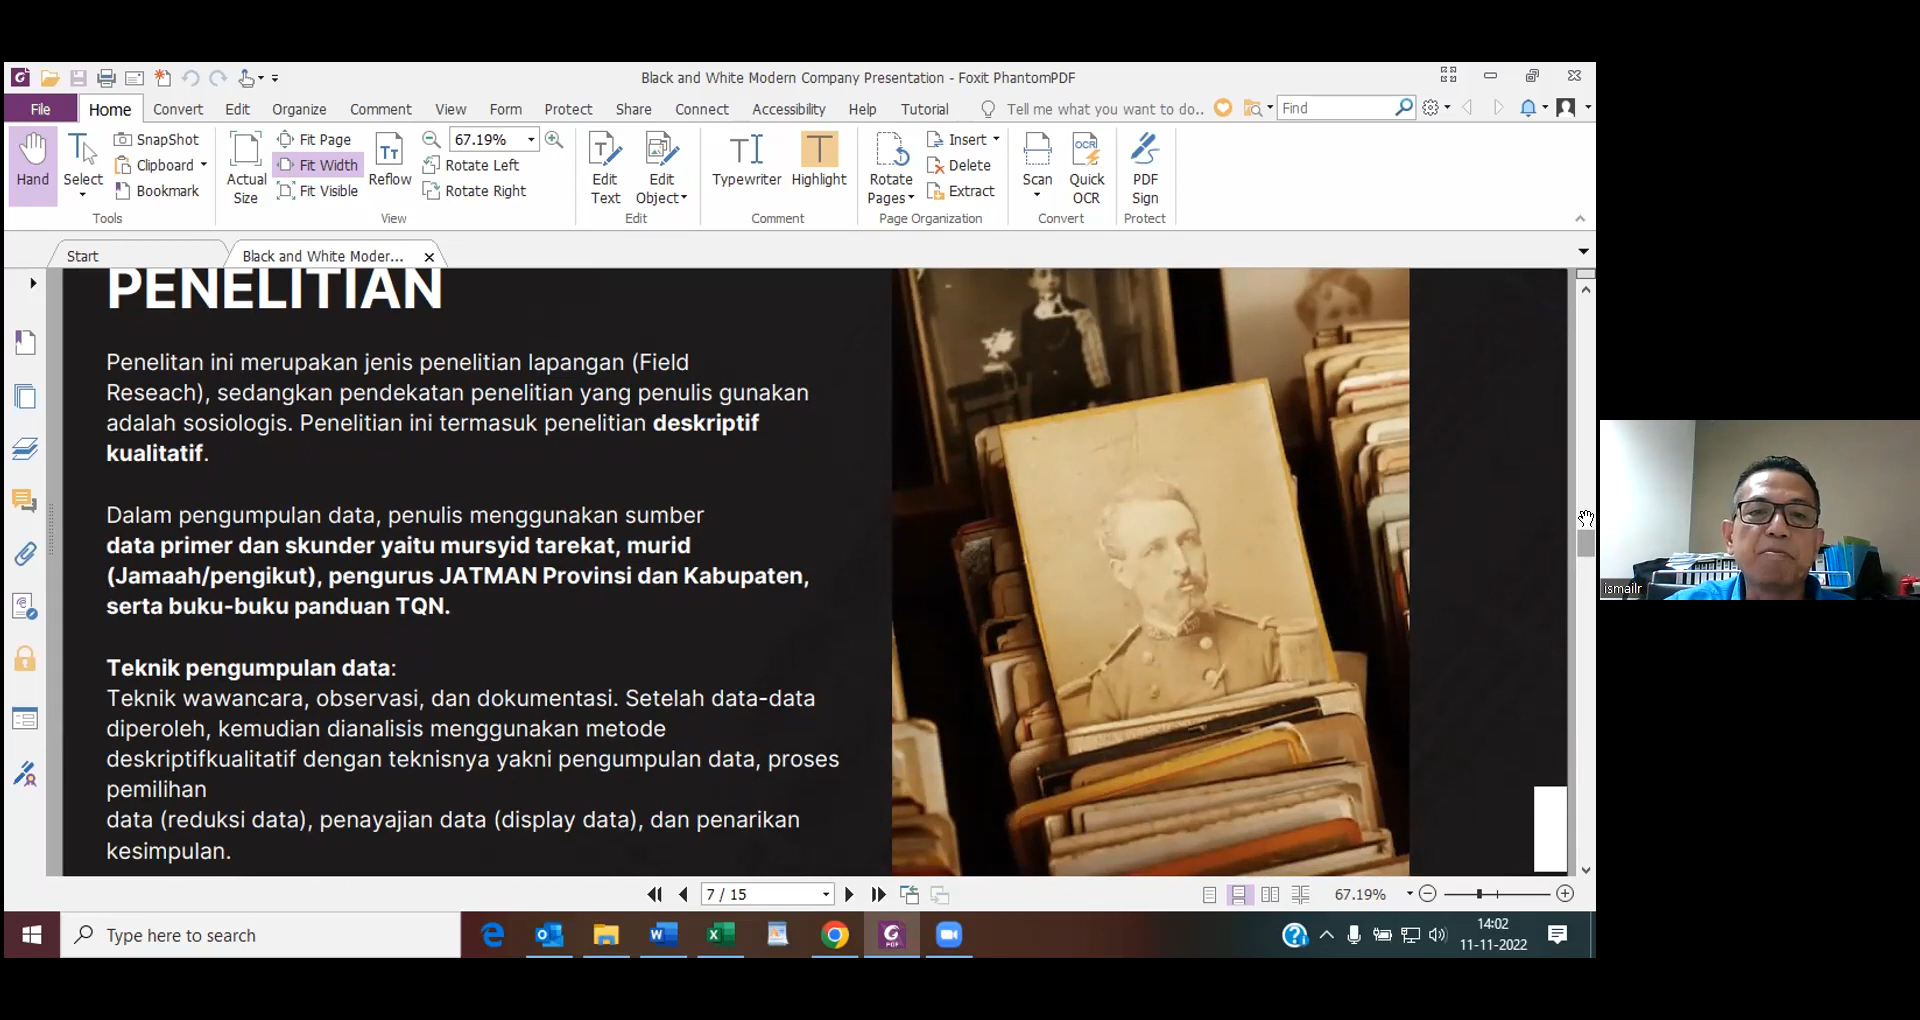 Black and White Modern Company Presentation - Foxit PhantomPDF
File Home Convert Edit Organize Comment View Form Protect Share Connect Accessibility Help Tutorial Tell me what you want to do.. Find
Hand
Select
SnapShot
Clipboard
Bookmark
Tools
Actual
Size
Fit Page
Fit Width
Fit Visible
Reflow
67.19%
Rotate Left
Rotate Right
View
Edit
Text
Edit
Object
Edit
Typewriter
Highlight
Comment
Rotate
Pages
Insert
Delete
Extract
Page Organization
Scan
OCR
Quick
OCR
Convert
PDF
Sign
Protect
Start
Black and White Moder...
PENELITIAN
Penelitan ini merupakan jenis penelitian lapangan (Field
Reseach), sedangkan pendekatan penelitian yang penulis gunakan
adalah sosiologis. Penelitian ini termasuk penelitian deskriptif
kualitatif.
Dalam pengumpulan data, penulis menggunakan sumber
data primer dan skunder yaitu mursyid tarekat, murid
(Jamaah/pengikut), pengurus JATMAN Provinsi dan Kabupaten,
serta buku-buku panduan TQN.
Teknik pengumpulan data:
Teknik wawancara, observasi, dan dokumentasi. Setelah data-data
diperoleh, kemudian dianalisis menggunakan metode
deskriptifkualitatif dengan teknisnya yakni pengumpulan data, proses
pemilihan
data (reduksi data), penayajian data (display data), dan penarikan
kesimpulan.
ismailr
7 / 15
67.19%
Type here to search
14:02
11-11-2022